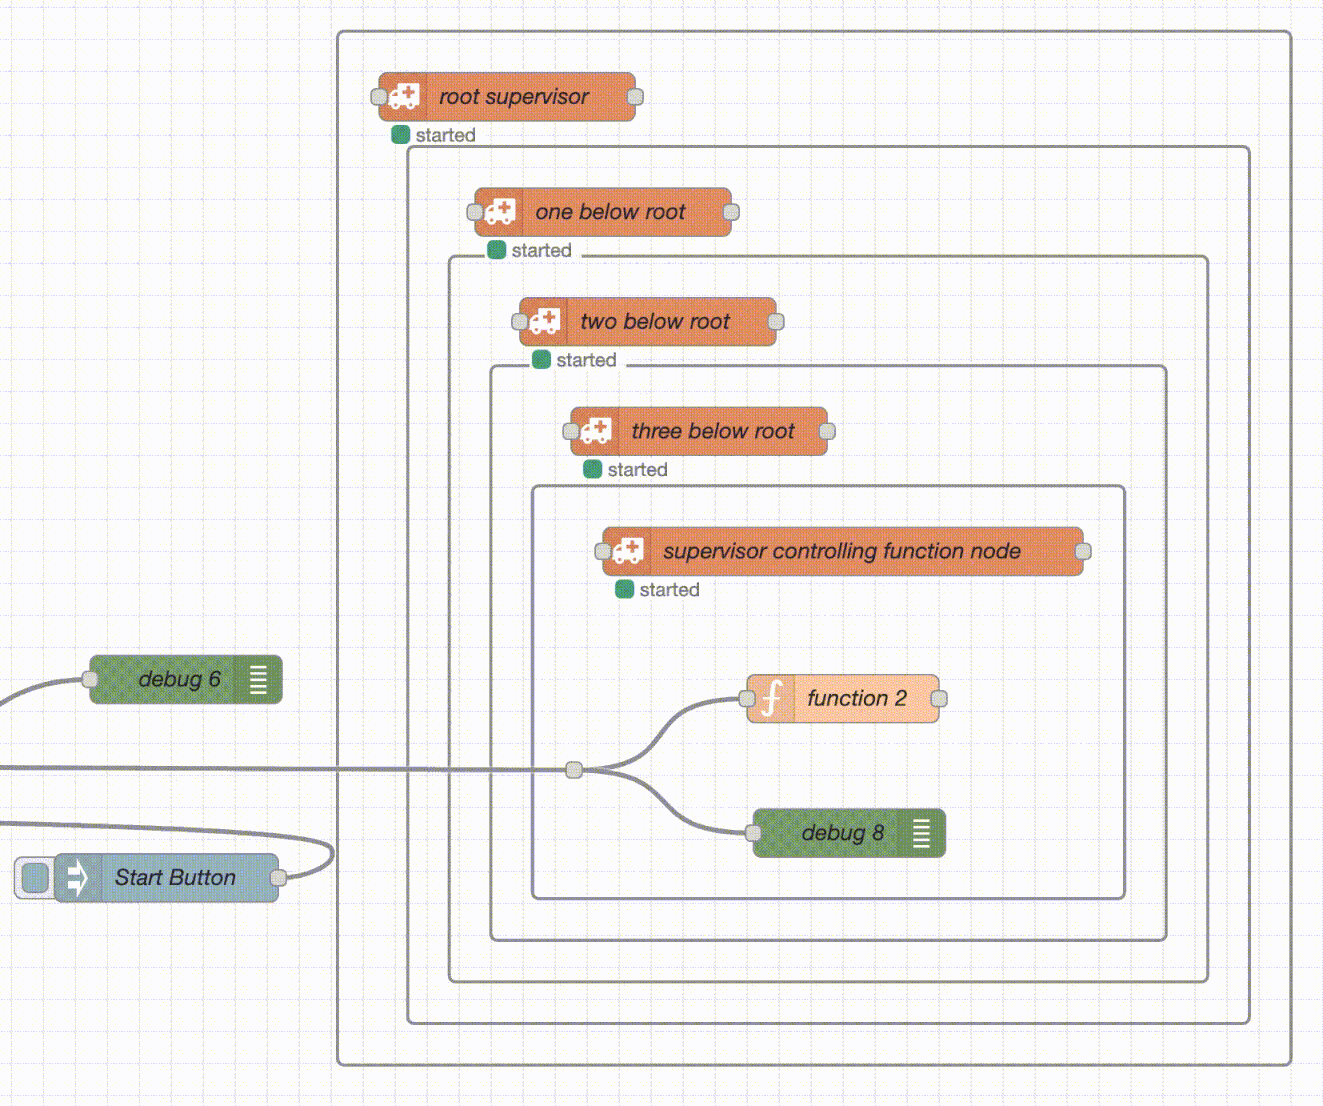 root supervisor
started
one below root
started
two below root
started
three below root
started
supervisor controlling function node
started
debug 6
function 2
debug 8
Start Button